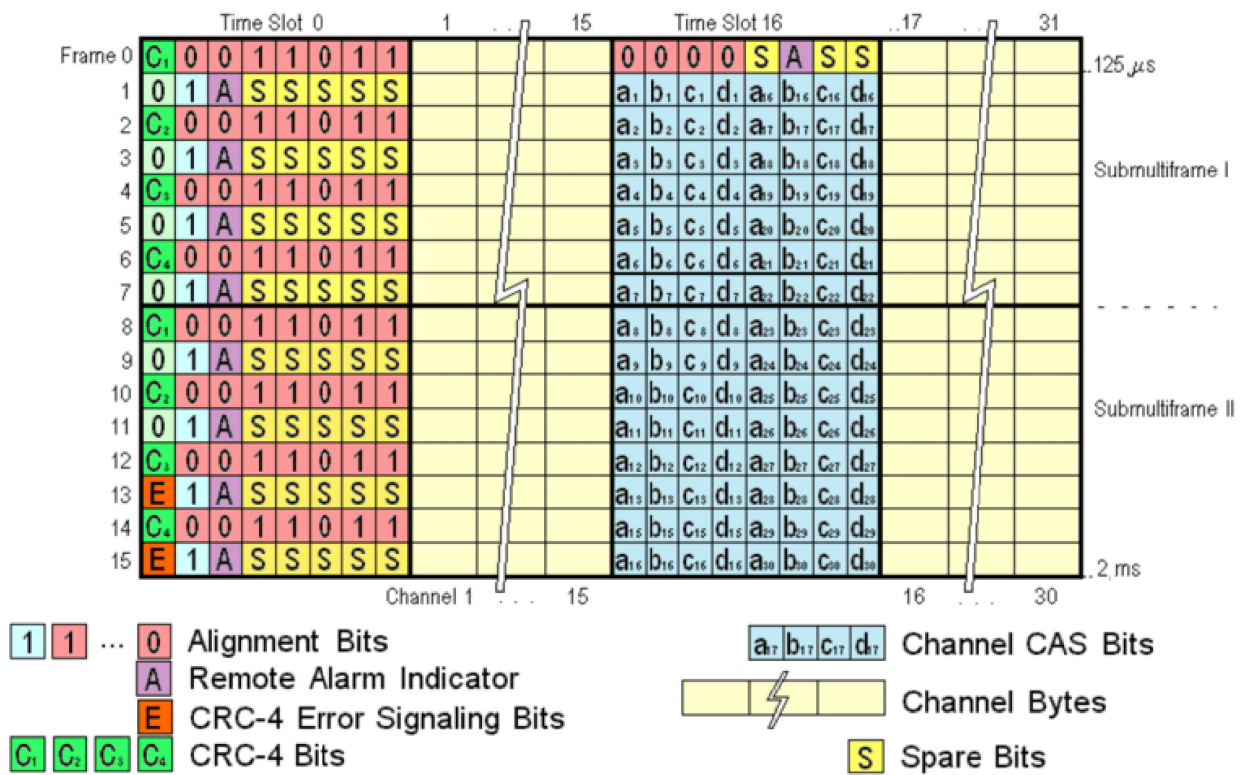 Time Slot 0 1 ... 15 Time Slot 16 ..17 ... 31
Frame 0 C₁ 0 0 1 1 0 1 1 0 0 0 0 S A S S ..125 µs
1 0 1 A S S S S S a₁ b₁ c₁ d₁ a₁₆ b₁₆ c₁₆ d₁₆
2 C₂ 0 0 1 1 0 1 1 a₂ b₂ c₂ d₂ a₁₇ b₁₇ c₁₇ d₁₇
3 0 1 A S S S S S a₃ b₃ c₃ d₃ a₁₈ b₁₈ c₁₈ d₁₈
Submultiframe I
4 C₃ 0 0 1 1 0 1 1 a₄ b₄ c₄ d₄ a₁₉ b₁₉ c₁₉ d₁₉
5 0 1 A S S S S S a₅ b₅ c₅ d₅ a₂₀ b₂₀ c₂₀ d₂₀
6 C₄ 0 0 1 1 0 1 1 a₆ b₆ c₆ d₆ a₂₁ b₂₁ c₂₁ d₂₁
7 0 1 A S S S S S a₇ b₇ c₇ d₇ a₂₂ b₂₂ c₂₂ d₂₂
8 C₁ 0 0 1 1 0 1 1 a₈ b₈ c₈ d₈ a₂₃ b₂₃ c₂₃ d₂₃
9 0 1 A S S S S S a₉ b₉ c₉ d₉ a₂₄ b₂₄ c₂₄ d₂₄
10 C₂ 0 0 1 1 0 1 1 a₁₀ b₁₀ c₁₀ d₁₀ a₂₅ b₂₅ c₂₅ d₂₅
Submultiframe II
11 0 1 A S S S S S a₁₁ b₁₁ c₁₁ d₁₁ a₂₆ b₂₆ c₂₆ d₂₆
12 C₃ 0 0 1 1 0 1 1 a₁₂ b₁₂ c₁₂ d₁₂ a₂₇ b₂₇ c₂₇ d₂₇
13 E 1 A S S S S S a₁₃ b₁₃ c₁₃ d₁₃ a₂₈ b₂₈ c₂₈ d₂₈
14 C₄ 0 0 1 1 0 1 1 a₁₅ b₁₅ c₁₅ d₁₅ a₂₉ b₂₉ c₂₉ d₂₉
15 E 1 A S S S S S a₁₆ b₁₆ c₁₆ d₁₆ a₃₀ b₃₀ c₃₀ d₃₀ ..2 ms
Channel 1 ... 15 16 ... 30
1 1 ... 0 Alignment Bits
A Remote Alarm Indicator
E CRC-4 Error Signaling Bits
C₁ C₂ C₃ C₄ CRC-4 Bits
a₁₇ b₁₇ c₁₇ d₁₇ Channel CAS Bits
Channel Bytes
S Spare Bits